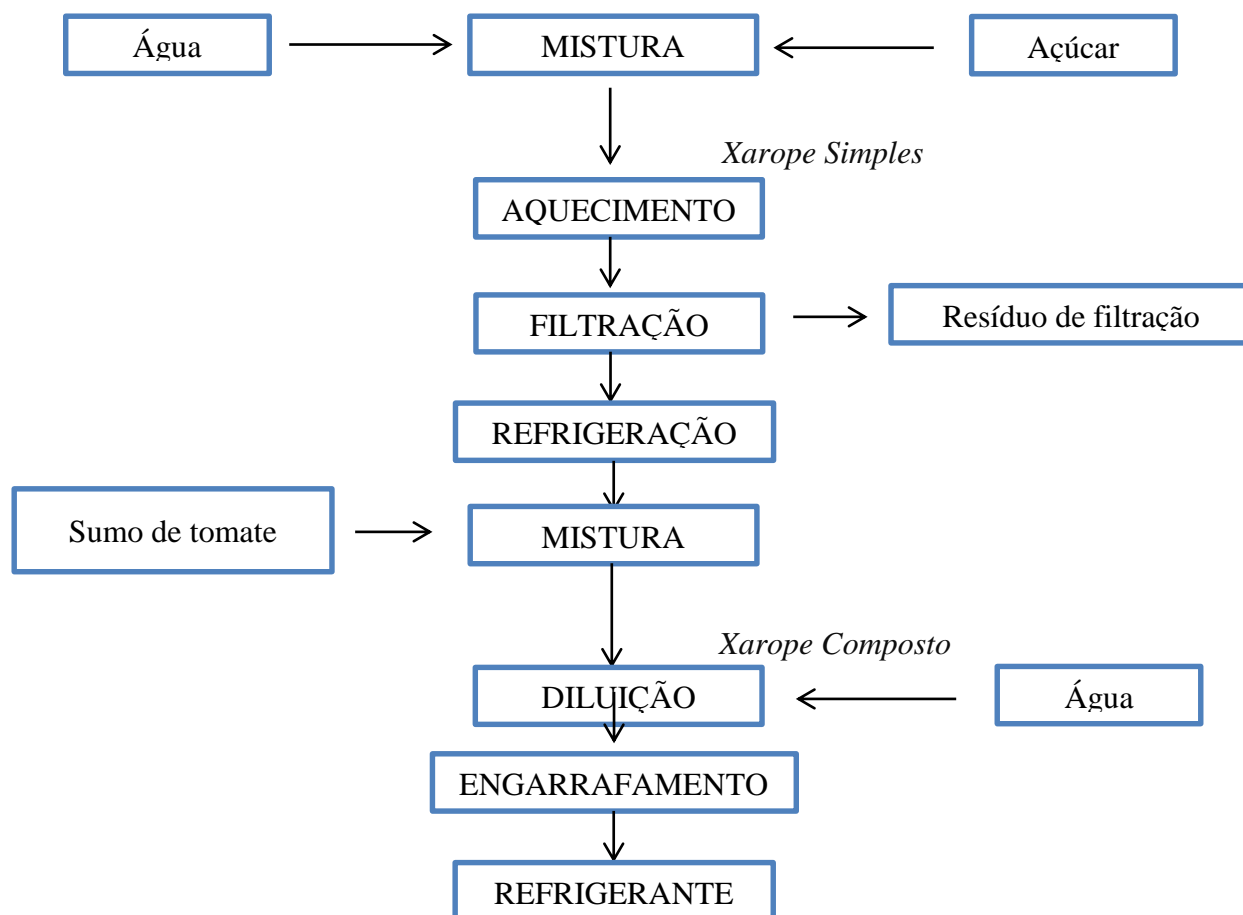 Água
MISTURA
Açúcar
Xarope Simples
AQUECIMENTO
FILTRAÇÃO
Resíduo de filtração
REFRIGERAÇÃO
Sumo de tomate
MISTURA
Xarope Composto
DILUIÇÃO
Água
ENGARRAFAMENTO
REFRIGERANTE